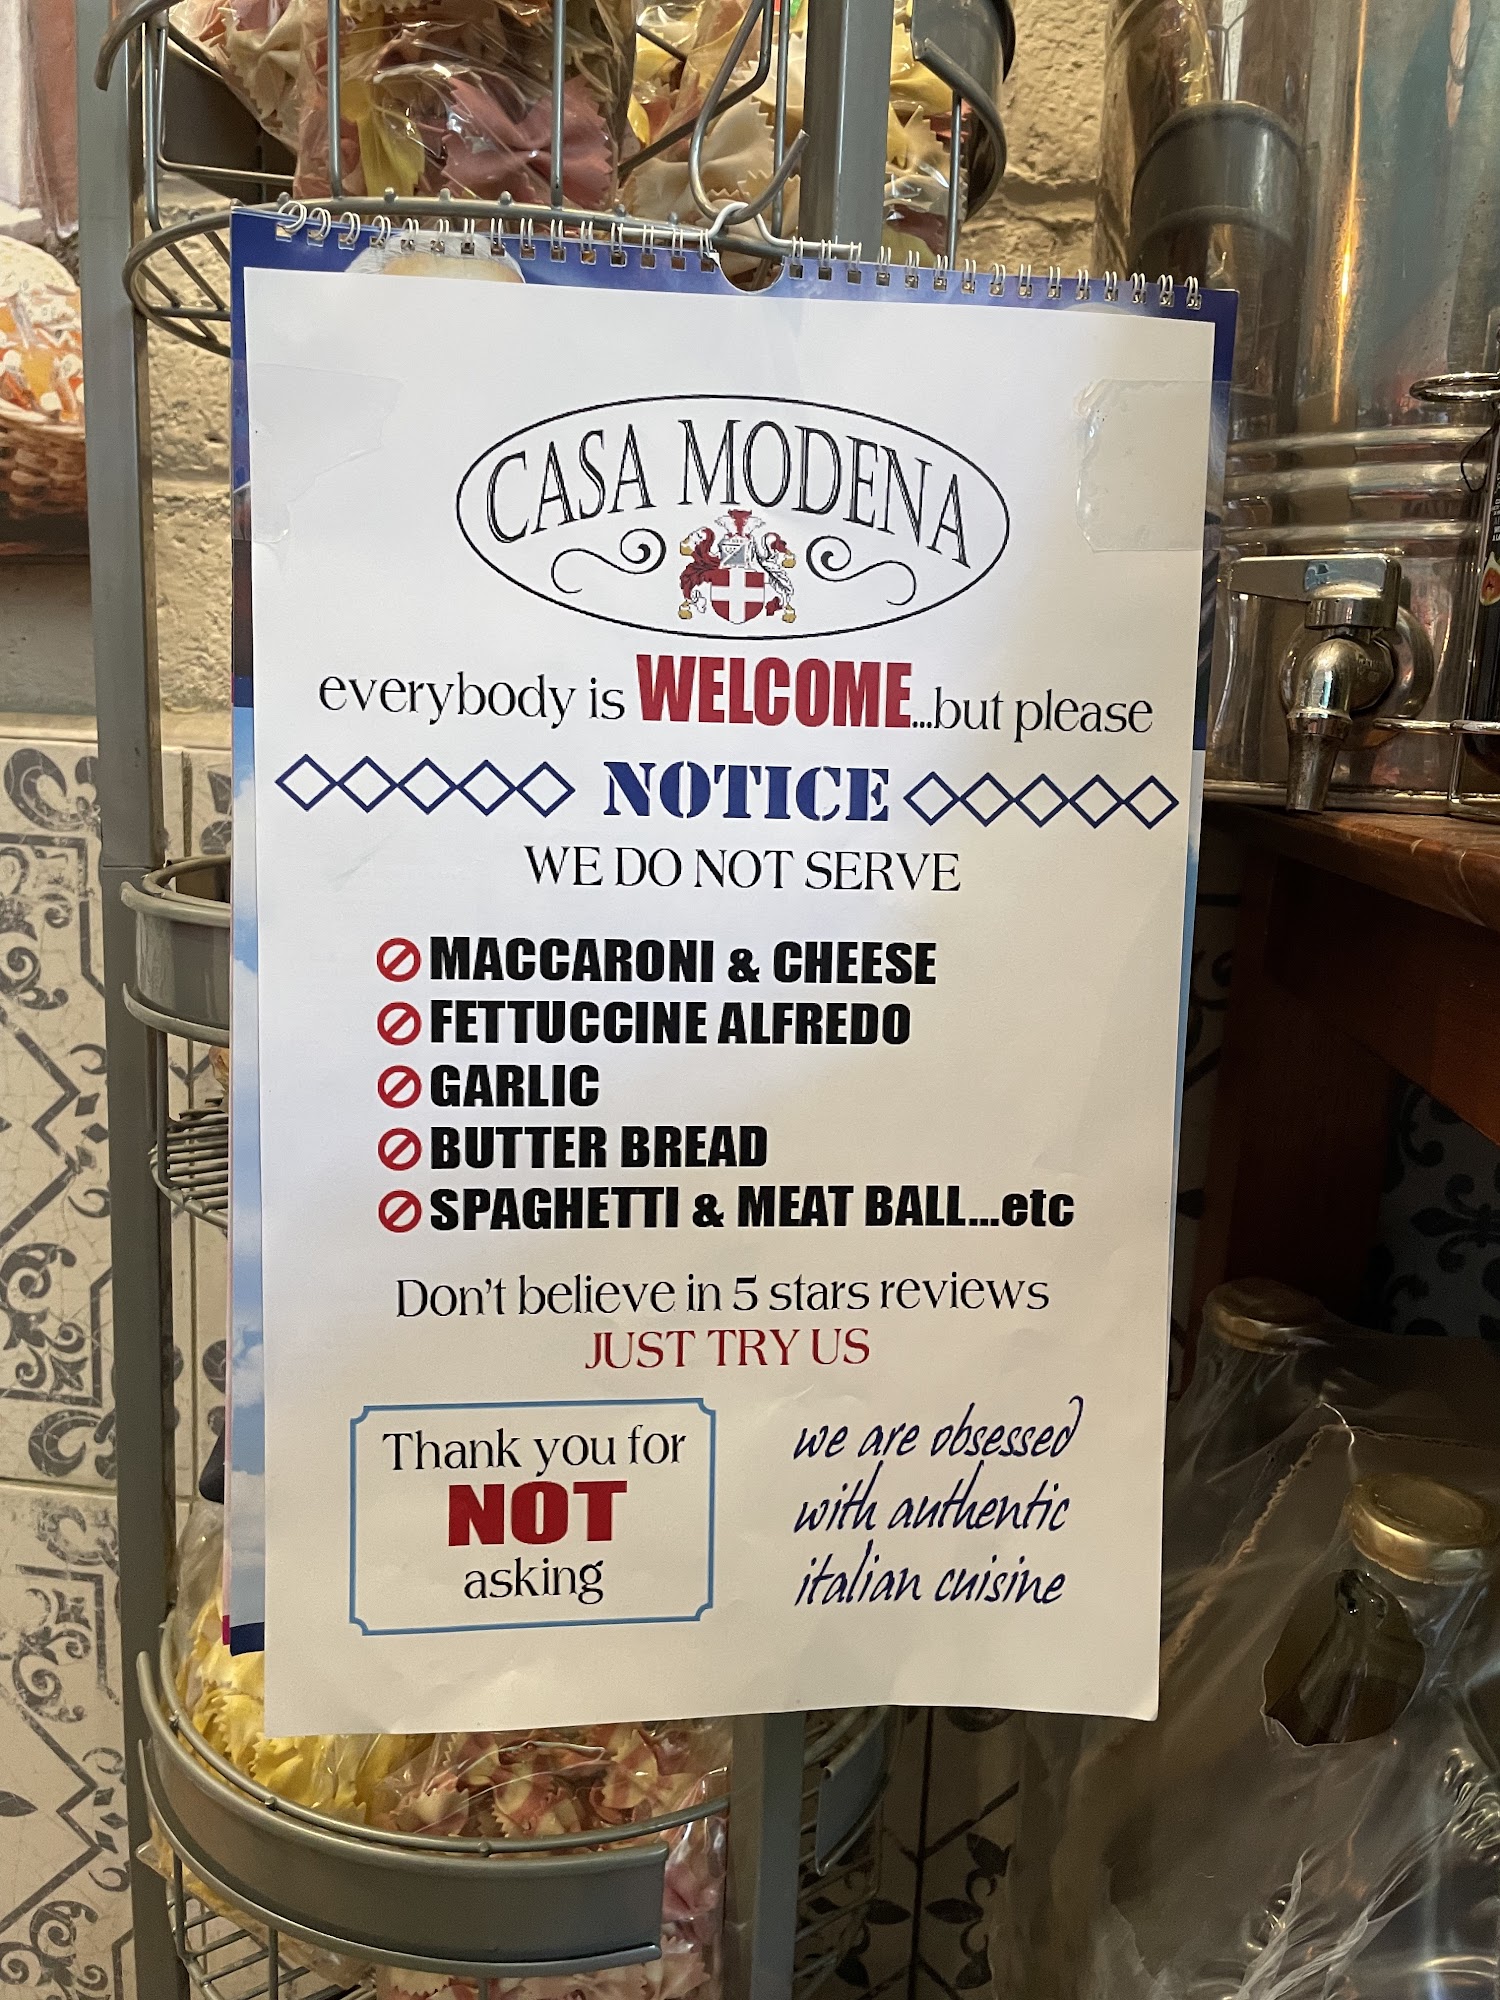 CASA MODENA
everybody is WELCOME...but please
NOTICE
WE DO NOT SERVE
MACCARONI & CHEESE
FETTUCCINE ALFREDO
GARLIC
BUTTER BREAD
SPAGHETTI & MEAT BALL...etc
Don't believe in 5 stars reviews
JUST TRY US
Thank you for
NOT
asking
we are obsessed
with authentic
italian cuisine